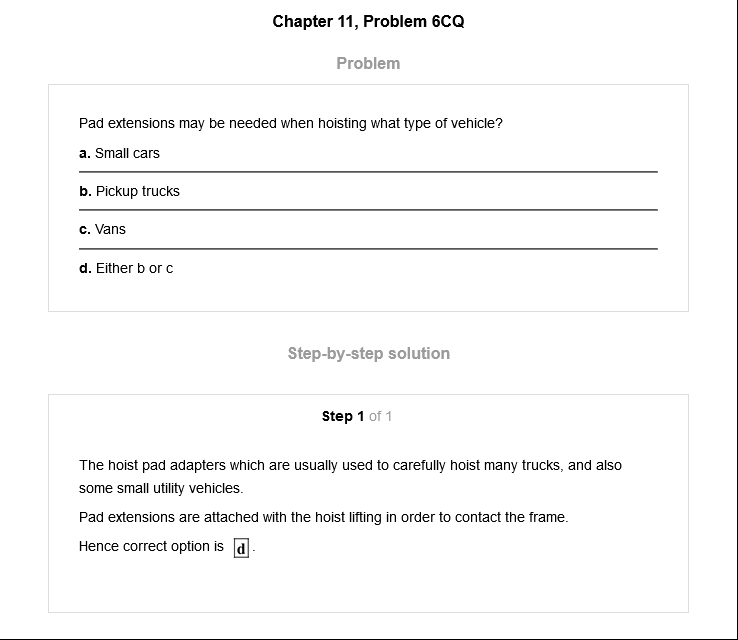 Chapter 11, Problem 6CQ
Problem
Pad extensions may be needed when hoisting what type of vehicle?
a. Small cars
b. Pickup trucks
c. Vans
d. Either b or c
Step-by-step solution
Step 1 of 1
The hoist pad adapters which are usually used to carefully hoist many trucks, and also
some small utility vehicles.
Pad extensions are attached with the hoist lifting in order to contact the frame.
Hence correct option is d .